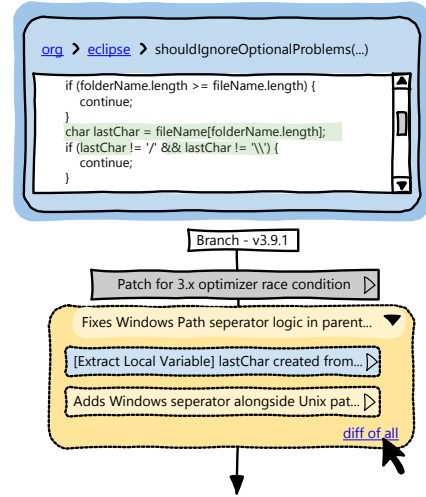 org > eclipse > shouldIgnoreOptionalProblems(...)
if (folderName.length >= fileName.length) {
continue;
}
char lastChar = fileName[folderName.length];
if (lastChar != '/' && lastChar != '\\') {
continue;
}
Branch - v3.9.1
Patch for 3.x optimizer race condition
Fixes Windows Path seperator logic in parent...
[Extract Local Variable] lastChar created from...
Adds Windows seperator alongside Unix pat...
diff of all